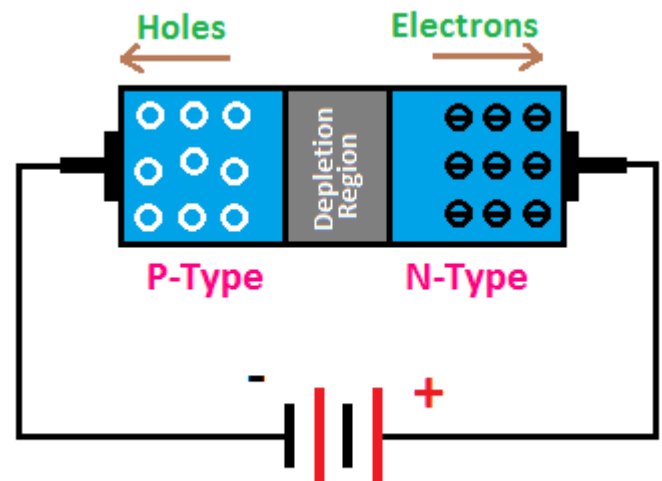 Holes
Electrons
Depletion
Region
P-Type
N-Type
-
+